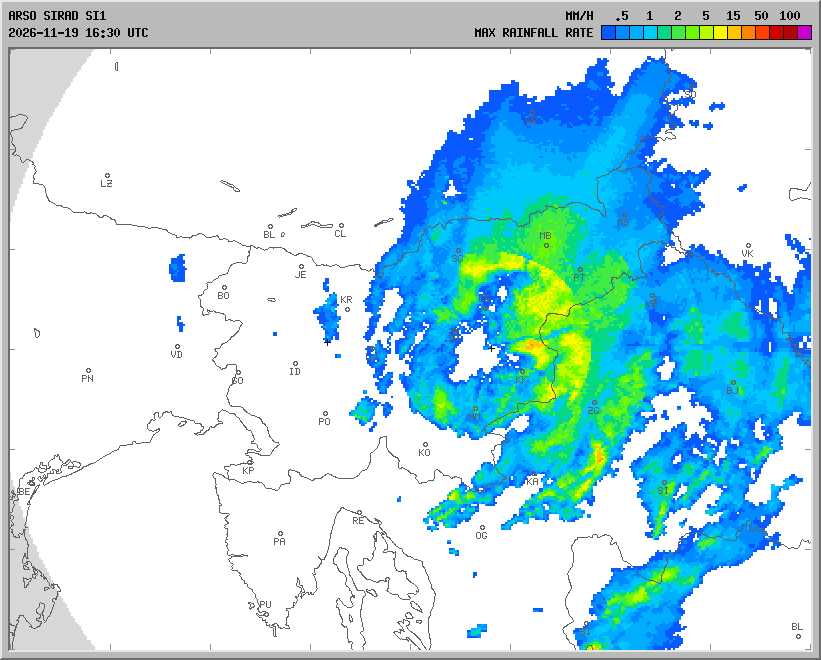 ARSO SIRAD SI1
MM/H .5 1 2 5 15 50 100
2026-11-19 16:30 UTC
MAX RAINFALL RATE
LZ
BL
CL
MB
SG
VK
JE
PT
BO
KR
VD
GO
ID
PN
KK
PO
ZG
KO
KP
KA
SI
BE
RE
PA
OG
PU
BI
BL